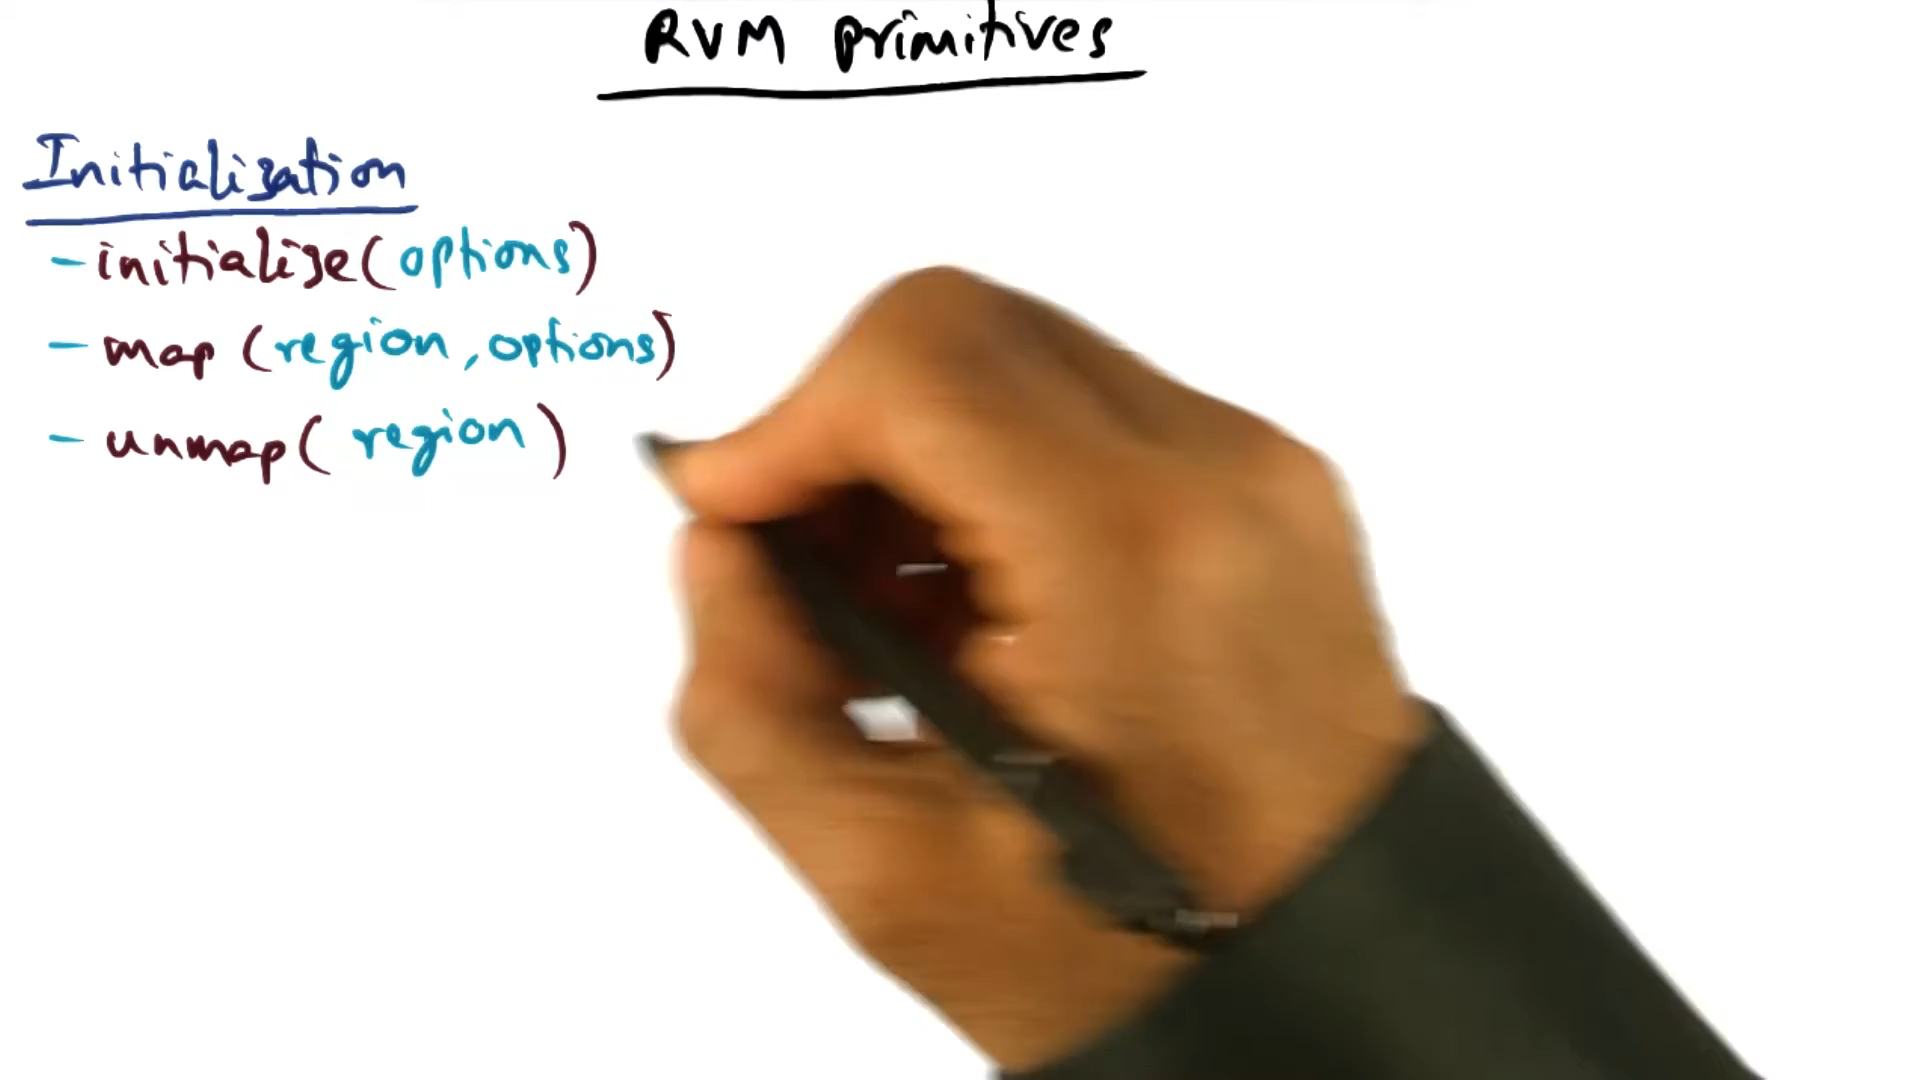 RVM primitives
Initialization
- initialize(options)
- map (region, options)
- unmap( region )